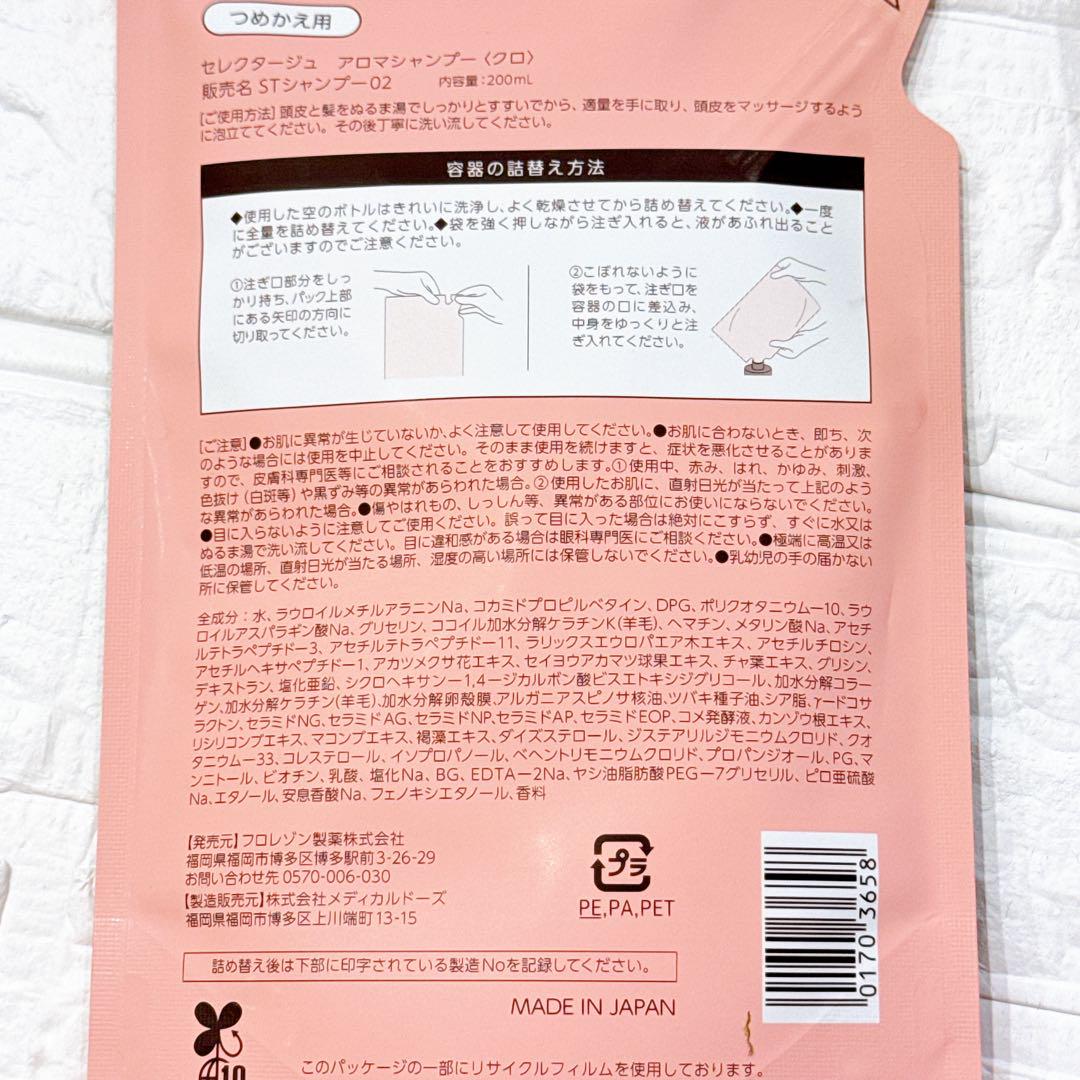 つめかえ用
セレクタージュ アロマシャンプー〈クロ〉
販売名 STシャンプー02 内容量:200mL
[ご使用方法] 頭皮と髪をぬるま湯でしっかりとすすいでから、適量を手に取り、頭皮をマッサージするよう
に泡立ててください。その後丁寧に洗い流してください。
容器の詰替え方法
◆使用した空のボトルはきれいに洗浄し、よく乾燥させてから詰め替えてください。◆一度
に全量を詰め替えてください。◆袋を強く押しながら注ぎ入れると、液があふれ出ること
がございますのでご注意ください。
①注ぎ口部分をしっ
かり持ち、パック上部
にある矢印の方向に
切り取ってください。
②こぼれないように
袋をもって、注ぎ口を
容器の口に差込み、
中身をゆっくりと注
ぎ入れてください。
[ご注意]●お肌に異常が生じていないか、よく注意して使用してください。●お肌に合わないとき、即ち、次
のような場合には使用を中止してください。そのまま使用を続けますと、症状を悪化させることがありま
すので、皮膚科専門医等にご相談されることをおすすめします。①使用中、赤み、はれ、かゆみ、刺激、
色抜け(白斑等)や黒ずみ等の異常があらわれた場合。②使用したお肌に、直射日光が当たって上記のよう
な異常があらわれた場合。●傷やはれもの、しっしん等、異常がある部位にお使いにならないでください。
●目に入らないように注意してご使用ください。誤って目に入った場合は絶対にこすらず、すぐに水又は
ぬるま湯で洗い流してください。目に違和感がある場合は眼科専門医にご相談ください。●極端に高温又は
低温の場所、直射日光が当たる場所、湿度の高い場所には保管しないでください。●乳幼児の手の届かない
所に保管してください。
全成分:水、ラウロイルメチルアラニンNa、コカミドプロピルベタイン、DPG、ポリクオタニウムー10、ラウ
ロイルアスパラギン酸Na、グリセリン、ココイル加水分解ケラチンK(羊毛)、ヘマチン、メタリン酸Na、アセチ
ルテトラペプチドー3、アセチルテトラペプチドー11、ラリックスエウロパエア木エキス、アセチルチロシン、
アセチルヘキサペプチドー1、アカツメクサ花エキス、セイヨウアカマツ球果エキス、チャ葉エキス、グリシン、
デキストラン、塩化亜鉛、シクロヘキサンー1,4ージカルボン酸ビスエトキシジグリコール、加水分解コラー
ゲン、加水分解ケラチン(羊毛)、加水分解卵殻膜、アルガニアスピノサ核油、ツバキ種子油、シア脂、γードコサ
ラクトン、セラミドNG、セラミドAG、セラミドNP、セラミドAP、セラミドEOP、コメ発酵液、カンゾウ根エキス、
リシリコンブエキス、マコンブエキス、褐藻エキス、ダイズステロール、ジステアリルジモニウムクロリド、クオ
タニウムー33、コレステロール、イソプロパノール、ベヘントリモニウムクロリド、プロパンジオール、PG、マ
ンニトール、ビオチン、乳酸、塩化Na、BG、EDTAー2Na、ヤシ油脂肪酸PEGー7グリセリル、ピロ亜硫酸
Na、エタノール、安息香酸Na、フェノキシエタノール、香料
【発売元】フロレゾン製薬株式会社
福岡県福岡市博多区博多駅前3-26-29
お問い合わせ先 0570-006-030
【製造販売元】株式会社メディカルドーズ
福岡県福岡市博多区上川端町13-15
プラ
PE,PA,PET
0170 3658
詰め替え後は下部に印字されている製造Noを記録してください。
MADE IN JAPAN
10
このパッケージの一部にリサイクルフィルムを使用しております。